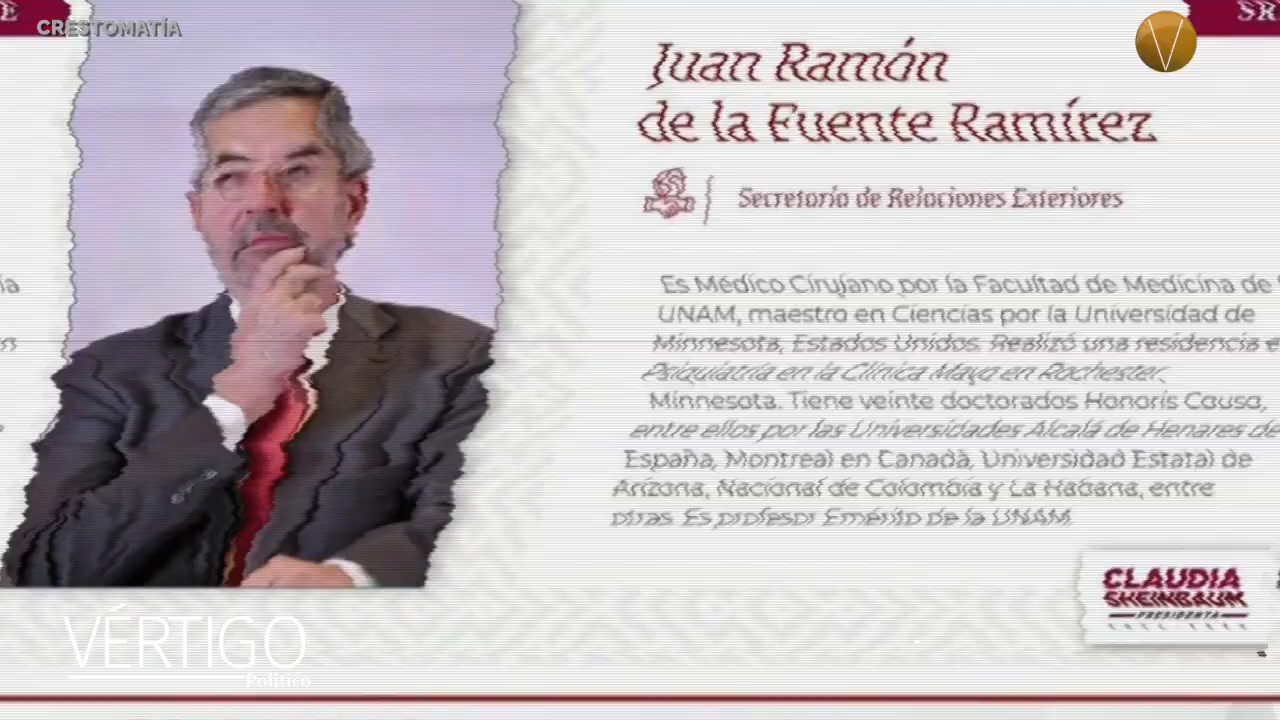 CRESTOMATÍA
SR
Juan Ramón
de la Fuente Ramírez
Secretario de Relaciones Exteriores
Es Médico Cirujano por la Facultad de Medicina de
UNAM, maestro en Ciencias por la Universidad de
Minnesota, Estados Unidos. Realizó una residencia e
Psiquiatría en la Clínica Mayo en Rochester,
Minnesota. Tiene veinte doctorados Honoris Causa,
entre ellos por las Universidades Alcalá de Henares de
España, Montreal en Canadá, Universidad Estatal de
Arizona, Nacional de Colombia y La Habana, entre
otras. Es profesor Emérito de la UNAM.
CLAUDIA
SHEINBAUM
PRESIDENTA
VÉRTIGO
Político